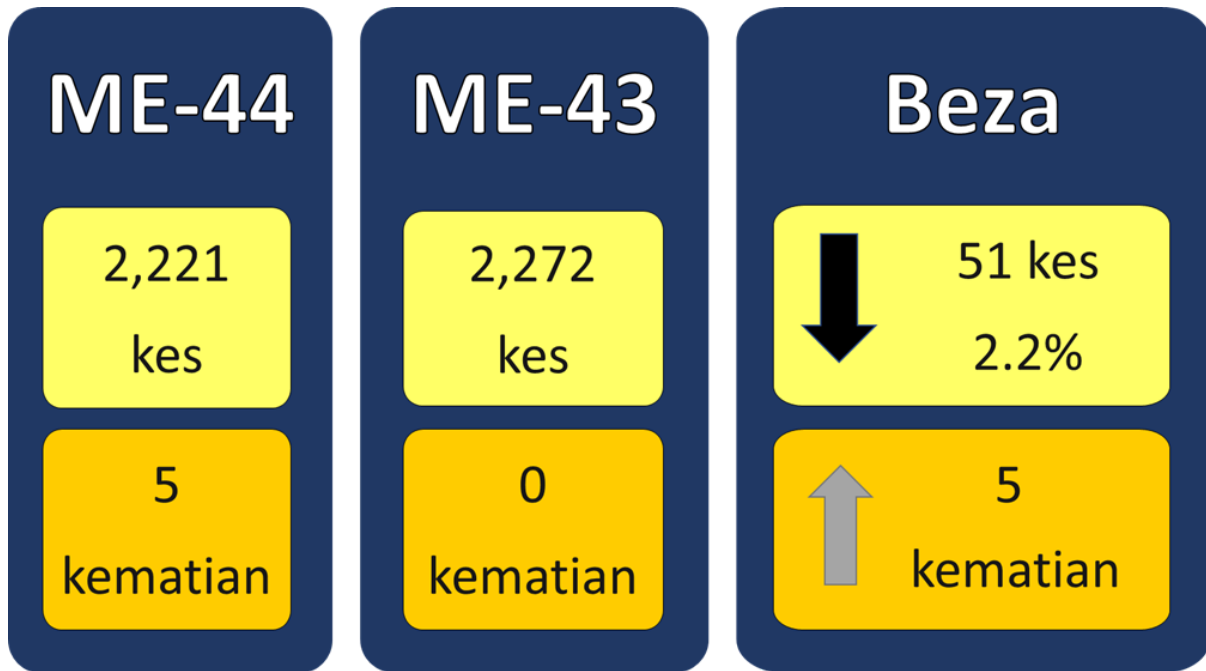 ME-44
2,221
kes
5
kematian
ME-43
2,272
kes
0
kematian
Beza
51 kes
2.2%
5
kematian